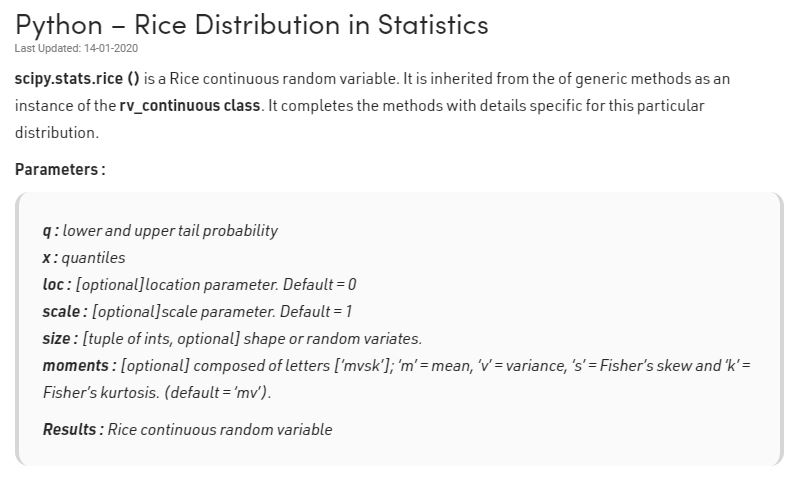 Python – Rice Distribution in Statistics
Last Updated: 14-01-2020
scipy.stats.rice () is a Rice continuous random variable. It is inherited from the of generic methods as an
instance of the rv_continuous class. It completes the methods with details specific for this particular
distribution.
Parameters :
q : lower and upper tail probability
x : quantiles
loc : [optional]location parameter. Default = 0
scale : [optional]scale parameter. Default = 1
size : [tuple of ints, optional] shape or random variates.
moments : [optional] composed of letters [‘mvsk’]; ‘m’ = mean, ‘v’ = variance, ‘s’ = Fisher’s skew and ‘k’ =
Fisher’s kurtosis. (default = ‘mv’).
Results : Rice continuous random variable